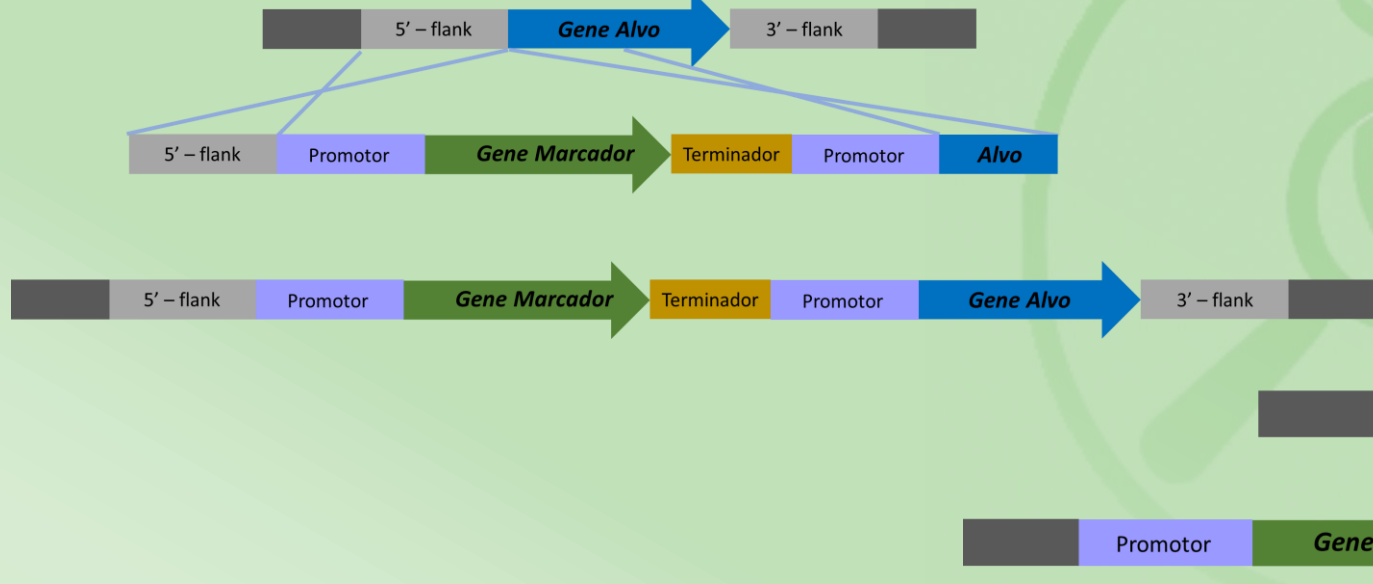 5' – flank Gene Alvo 3' – flank
5' – flank Promotor Gene Marcador Terminador Promotor Alvo
5' – flank Promotor Gene Marcador Terminador Promotor Gene Alvo 3' – flank
Promotor Gene